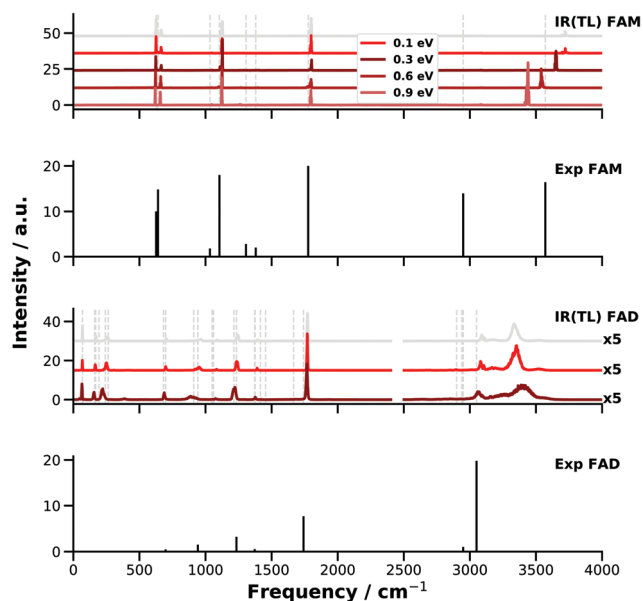 IR(TL) FAM
50
25
0
0.1 eV
0.3 eV
0.6 eV
0.9 eV
Exp FAM
20
10
0
Intensity / a.u.
IR(TL) FAD
40
20
0
x5
x5
x5
Exp FAD
20
10
0
0 500 1000 1500 2000 2500 3000 3500 4000
Frequency / cm⁻¹